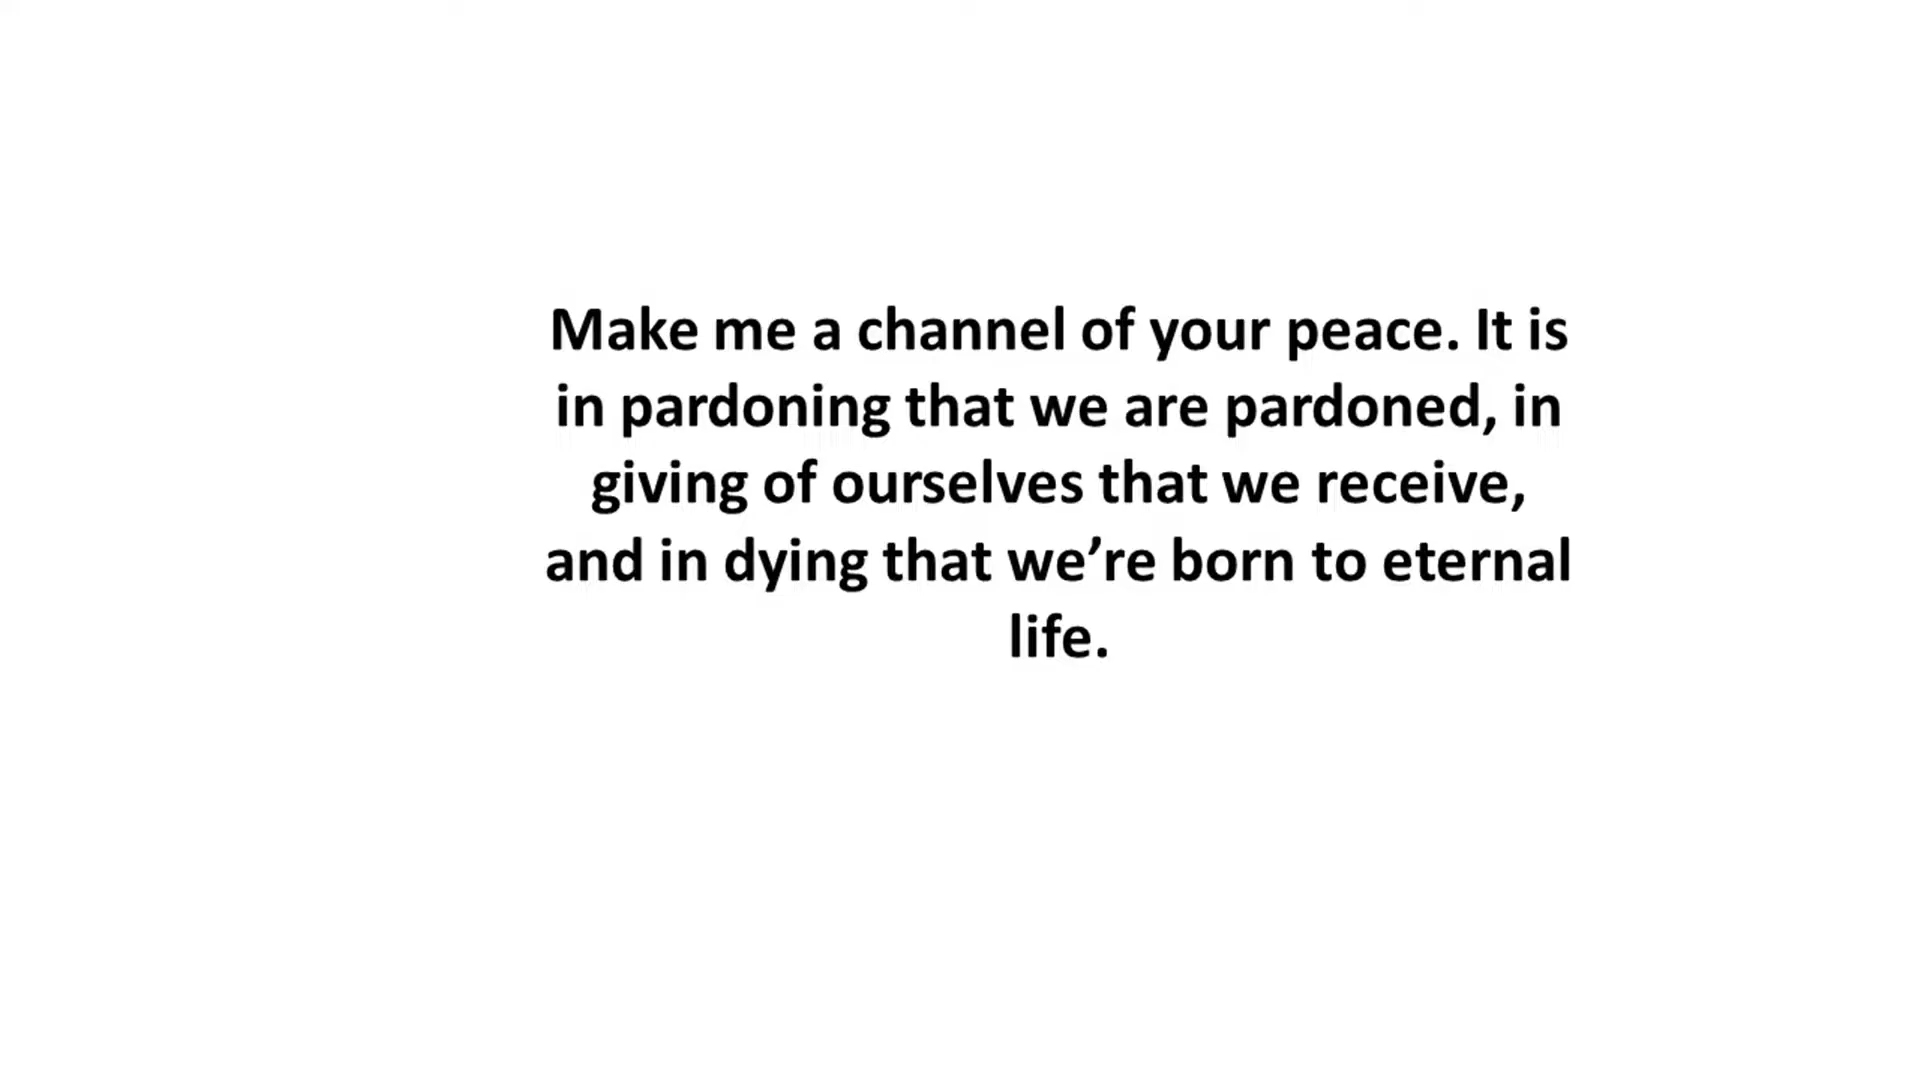 Make me a channel of your peace. It is
in pardoning that we are pardoned, in
giving of ourselves that we receive,
and in dying that we’re born to eternal
life.